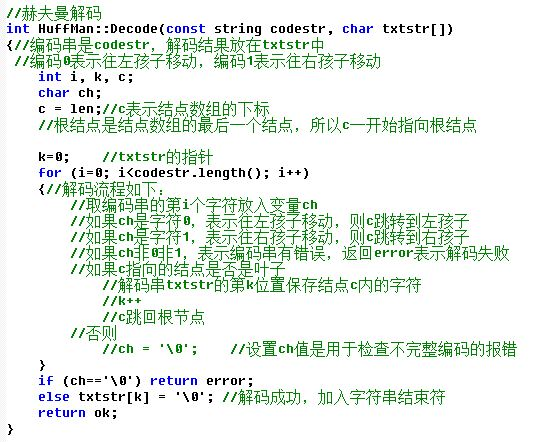 //赫夫曼解码
int HuffMan::Decode(const string codestr, char txtstr[])
{//编码串是codestr，解码结果放在txtstr中
//编码0表示往左孩子移动，编码1表示往右孩子移动
int i, k, c;
char ch;
c = len;//c表示结点数组的下标
//根结点是结点数组的最后一个结点，所以c一开始指向根结点
k=0; //txtstr的指针
for (i=0; i<codestr.length(); i++)
{//解码流程如下：
//取编码串的第i个字符放入变量ch
//如果ch是字符0，表示往左孩子移动，则c跳转到左孩子
//如果ch是字符1，表示往右孩子移动，则c跳转到右孩子
//如果ch非0非1，表示编码串有错误，返回error表示解码失败
//如果c指向的结点是否是叶子
//解码串txtstr的第k位置保存结点c内的字符
//k++
//c跳回根节点
//否则
//ch = '\0'; //设置ch值是用于检查不完整编码的报错
}
if (ch=='\0') return error;
else txtstr[k] = '\0'; //解码成功，加入字符串结束符
return ok;
}